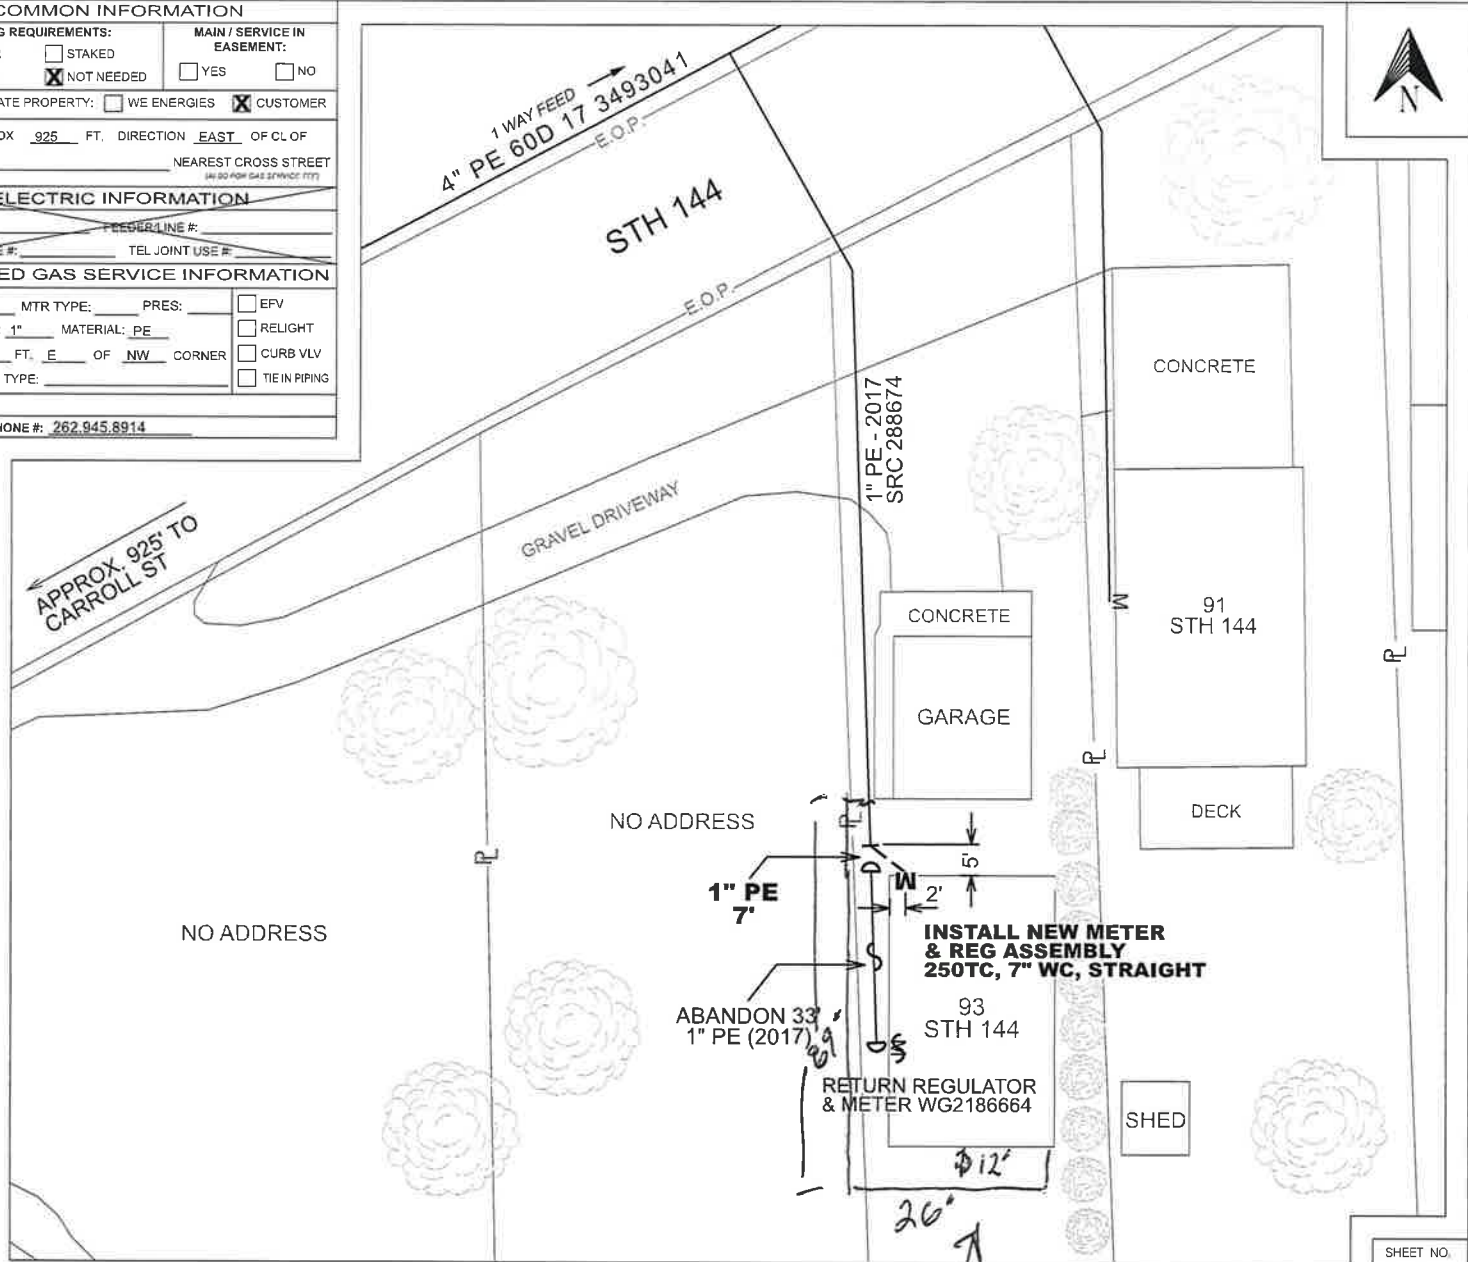 COMMON INFORMATION
REQUIREMENTS:
STAKED
NOT NEEDED
MAIN / SERVICE IN
EASEMENT:
YES NO
PROPERTY: WE ENERGIES X CUSTOMER
925 FT. DIRECTION EAST OF CL OF
NEAREST CROSS STREET
ELECTRIC INFORMATION
FEEDER/LINE #:
TEL JOINT USE #:
GAS SERVICE INFORMATION
MTR TYPE: PRES:
1" MATERIAL: PE
FT. E OF NW CORNER
TYPE:
EFV
RELIGHT
CURB VLV
TIE IN PIPING
#: 262.945.8914
N
1 WAY FEED
4" PE 60D 17 3493041
E.O.P.
STH 144
E.O.P.
1" PE - 2017
SRC 288674
CONCRETE
GRAVEL DRIVEWAY
APPROX. 925' TO
CARROLL ST
CONCRETE
GARAGE
M
91
STH 144
PL
PL
DECK
NO ADDRESS
PL
PL
1" PE
7'
5'
M
2'
NO ADDRESS
INSTALL NEW METER
& REG ASSEMBLY
250TC, 7" WC, STRAIGHT
ABANDON 33'
1" PE (2017)
89'
93
STH 144
RETURN REGULATOR
& METER WG2186664
SHED
12'
26'
SHEET NO.